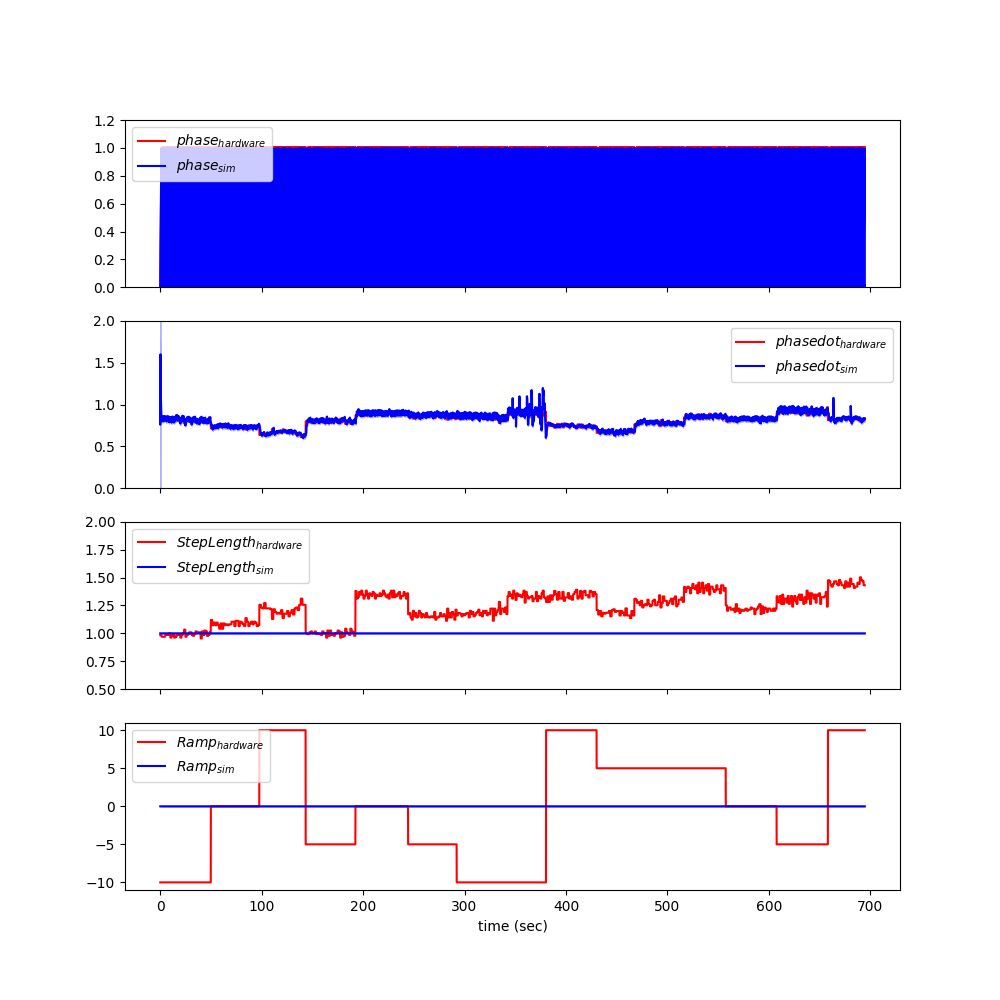 1.2
1.0
0.8
0.6
0.4
0.2
0.0
phase_hardware
phase_sim
2.0
1.5
1.0
0.5
0.0
phasedot_hardware
phasedot_sim
2.00
1.75
1.50
1.25
1.00
0.75
0.50
StepLength_hardware
StepLength_sim
10
5
0
−5
−10
Ramp_hardware
Ramp_sim
0 100 200 300 400 500 600 700
time (sec)